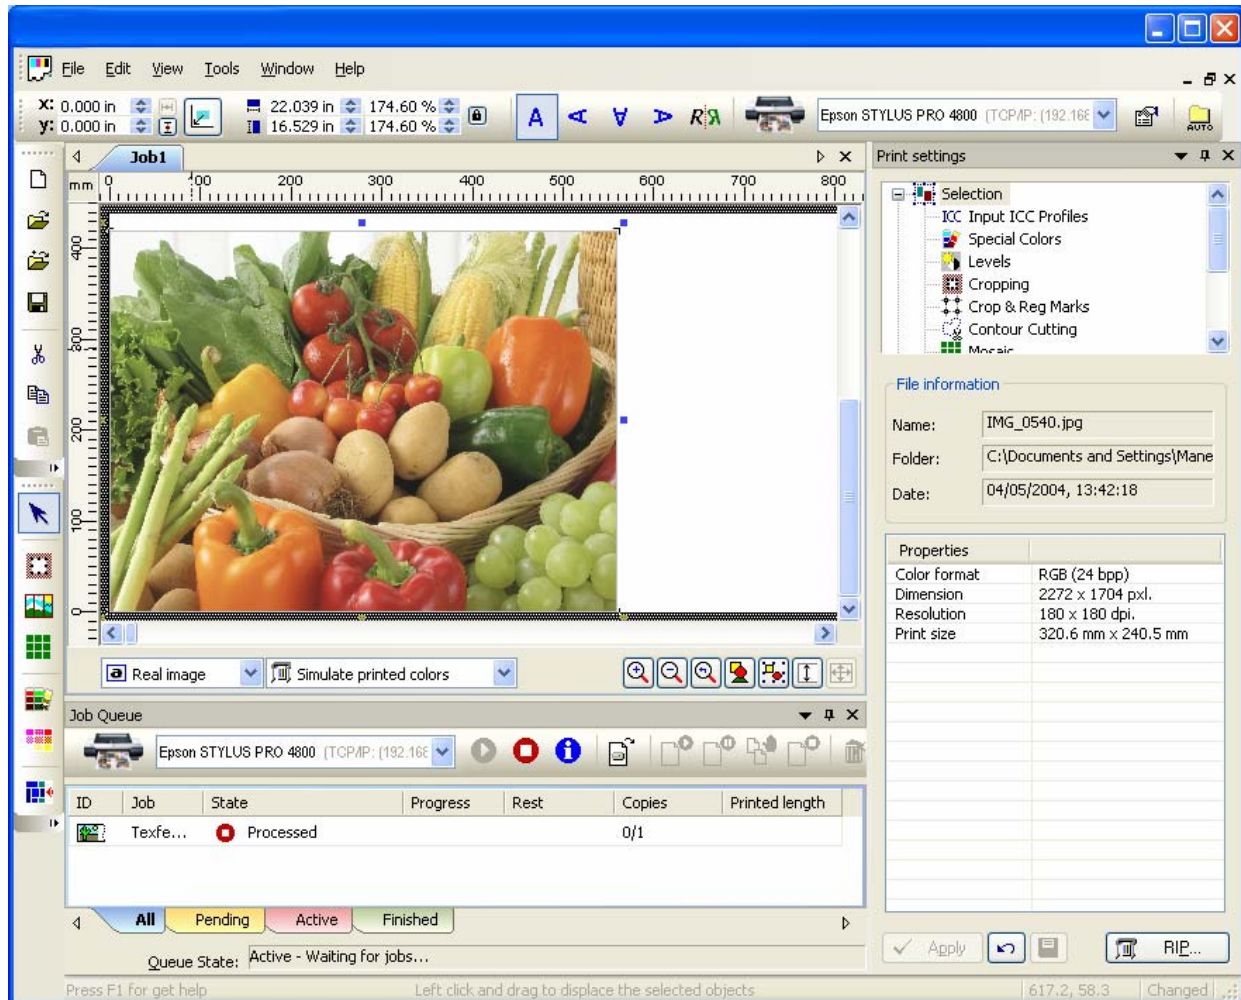 File Edit View Tools Window Help
x: 0.000 in 22.039 in 174.60 %
y: 0.000 in 16.529 in 174.60 %
A A A A R R Epson STYLUS PRO 4800 (TCP/IP: (192.168 AUTO
Job1
mm 0 100 200 300 400 500 600 700 800
400
300
200
100
0
a Real image Simulate printed colors
Job Queue
Epson STYLUS PRO 4800 (TCP/IP: (192.168
ID Job State Progress Rest Copies Printed length
Texfe... Processed 0/1
All Pending Active Finished
Queue State: Active - Waiting for jobs...
Print settings
Selection
ICC Input ICC Profiles
Special Colors
Levels
Cropping
Crop & Reg Marks
Contour Cutting
Mosaic
File information
Name: IMG_0540.jpg
Folder: C:\Documents and Settings\Mane
Date: 04/05/2004, 13:42:18
Properties
Color format RGB (24 bpp)
Dimension 2272 x 1704 pxl.
Resolution 180 x 180 dpi.
Print size 320.6 mm x 240.5 mm
Apply RIP...
Press F1 for get help Left click and drag to displace the selected objects 617.2, 58.3 Changed